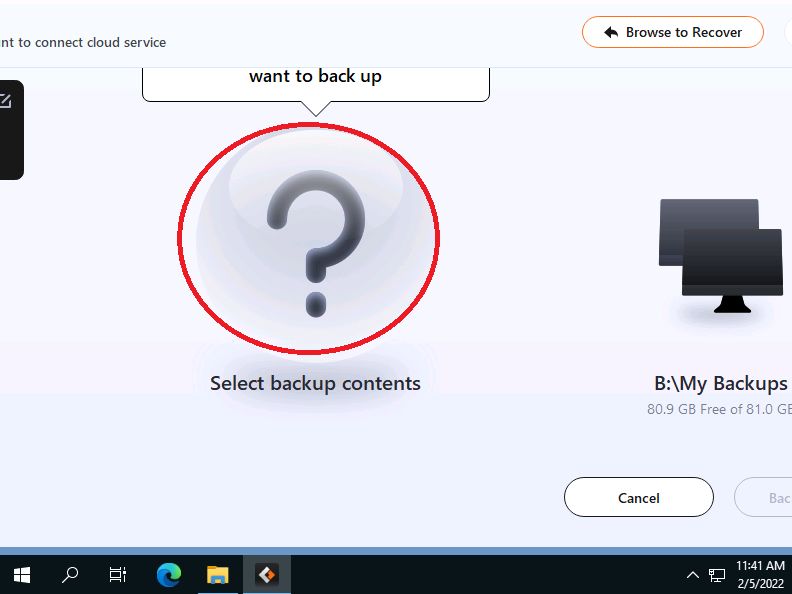 nt to connect cloud service
Browse to Recover
want to back up
?
Select backup contents
B:\My Backups
80.9 GB Free of 81.0 GB
Cancel
Bac
11:41 AM
2/5/2022